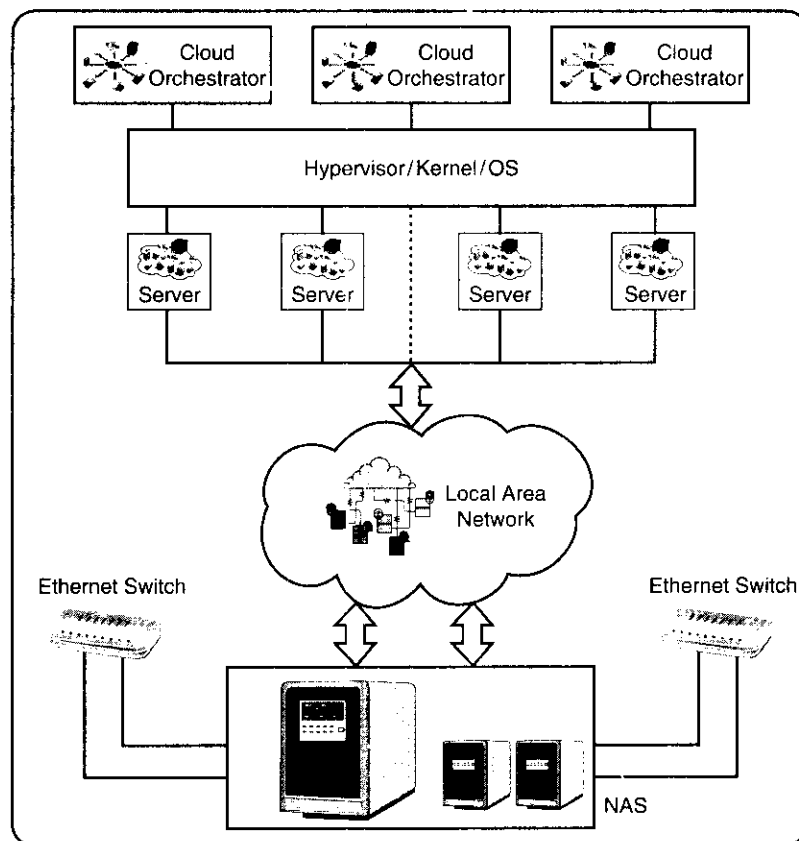 Cloud
Orchestrator
Cloud
Orchestrator
Cloud
Orchestrator
Hypervisor/Kernel/OS
Server
Server
Server
Server
Local Area
Network
Ethernet Switch
Ethernet Switch
NAS